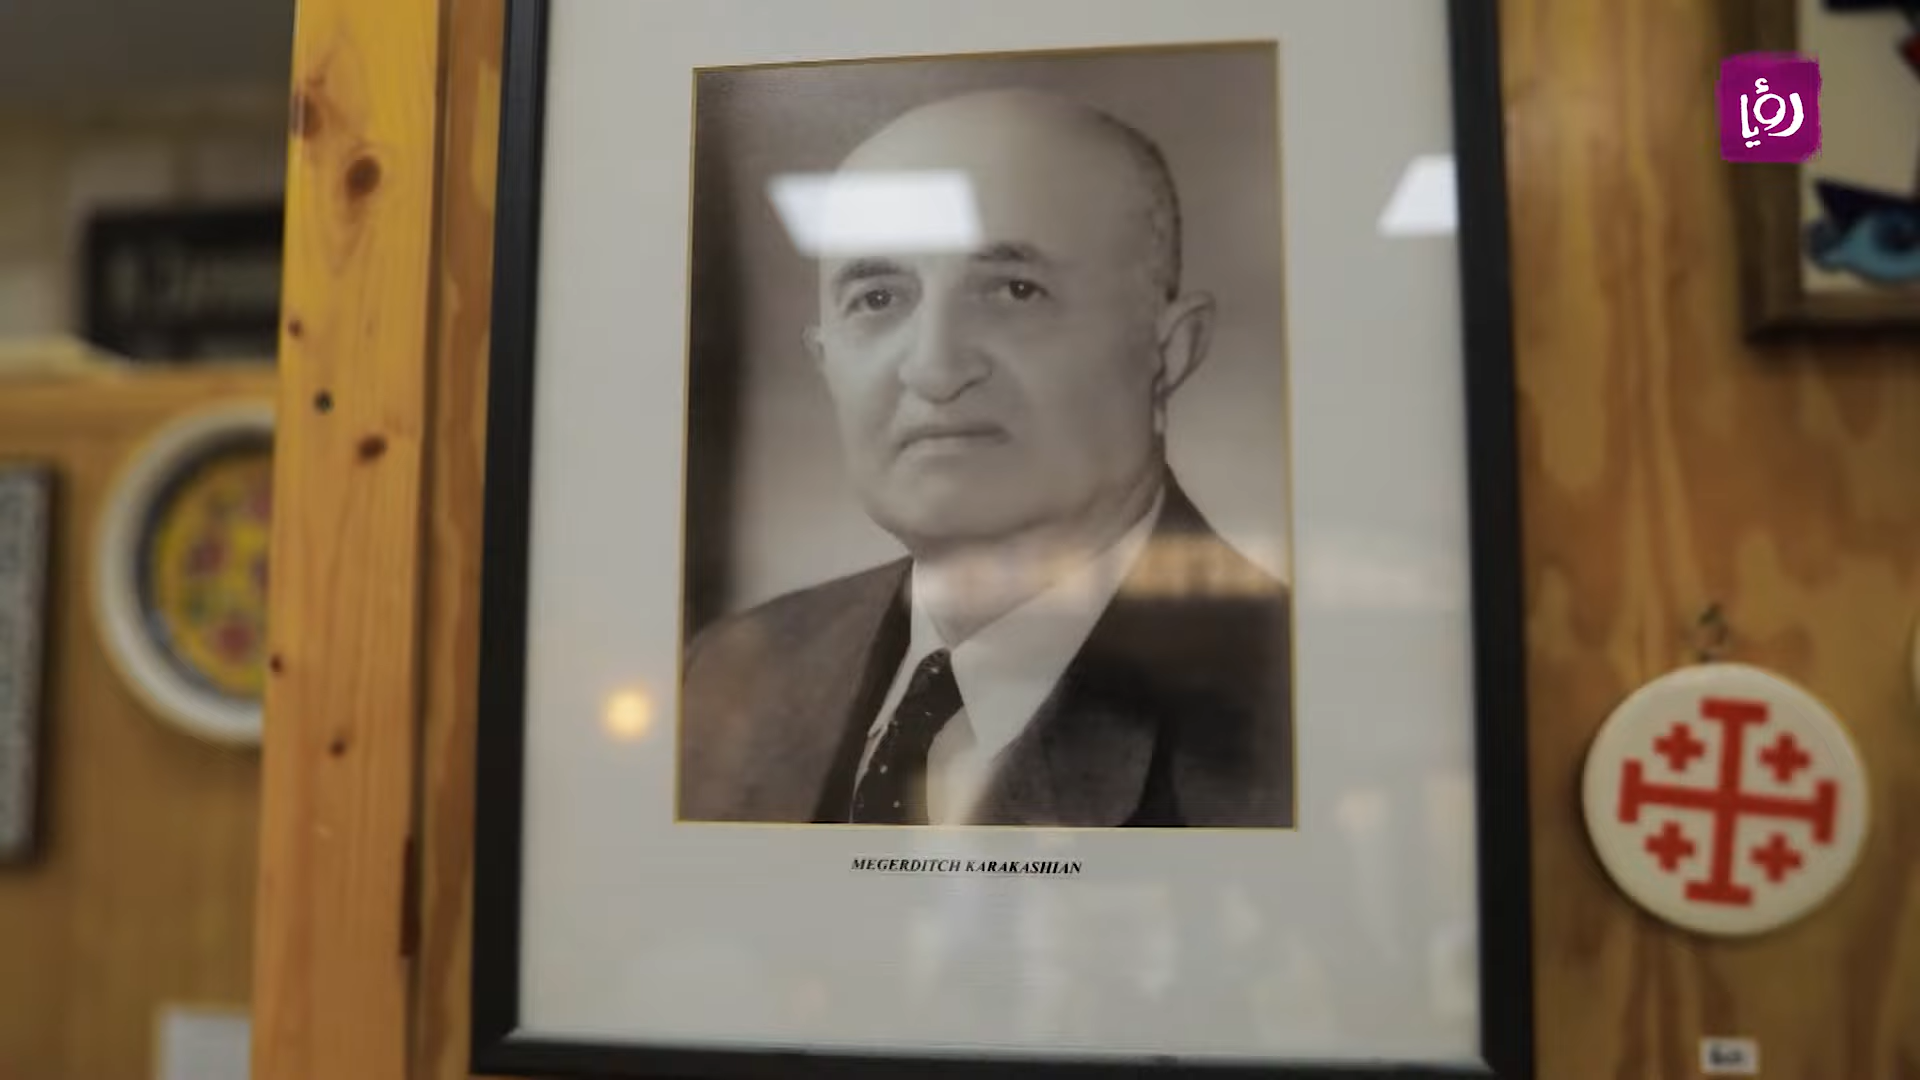 رؤيا
MEGERDITCH KARAKASHIAN